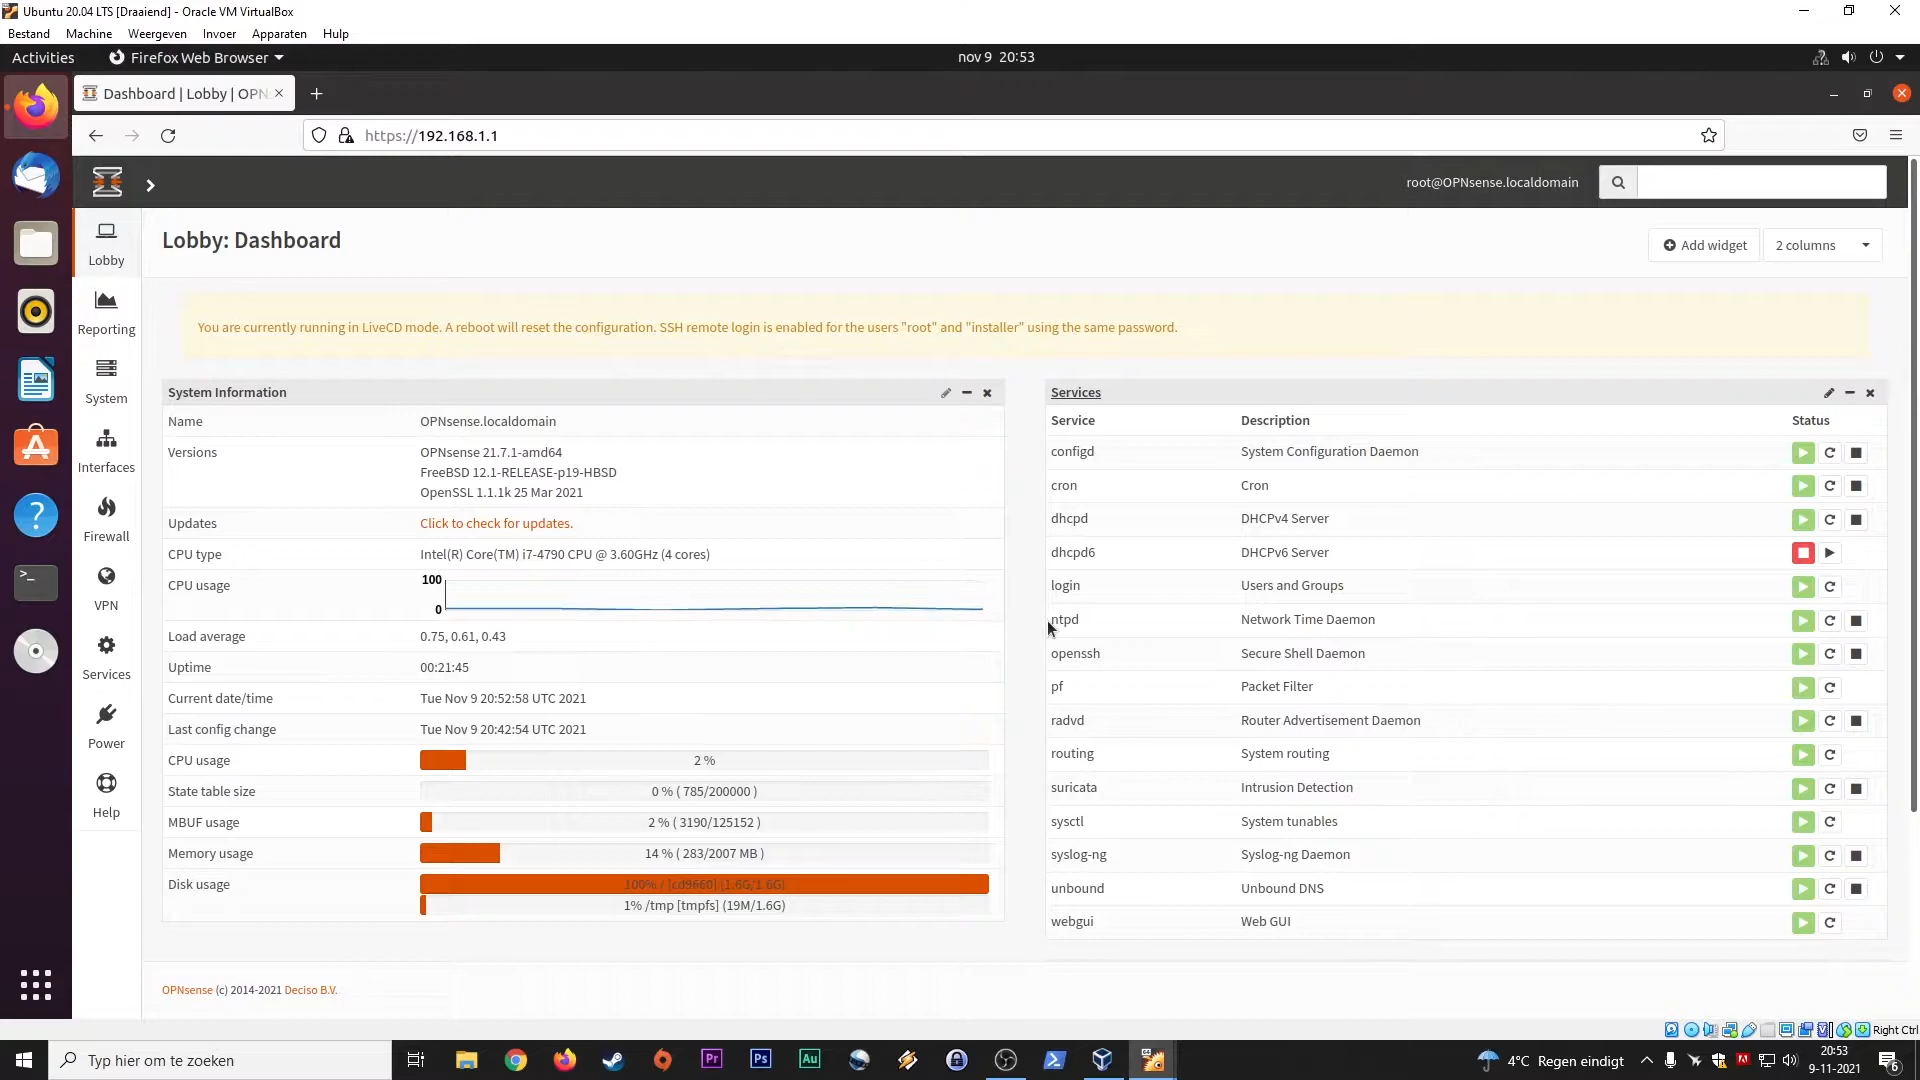 Ubuntu 20.04 LTS [Draaiend] - Oracle VM VirtualBox
Bestand Machine Weergeven Invoer Apparaten Hulp
Activities Firefox Web Browser nov 9 20:53
Dashboard | Lobby | OPN
https://192.168.1.1
root@OPNsense.localdomain
Lobby: Dashboard
Add widget 2 columns
Lobby
Reporting
System
Interfaces
Firewall
VPN
Services
Power
Help
You are currently running in LiveCD mode. A reboot will reset the configuration. SSH remote login is enabled for the users "root" and "installer" using the same password.
System Information
Name OPNsense.localdomain
Versions OPNsense 21.7.1-amd64
FreeBSD 12.1-RELEASE-p19-HBSD
OpenSSL 1.1.1k 25 Mar 2021
Updates Click to check for updates.
CPU type Intel(R) Core(TM) i7-4790 CPU @ 3.60GHz (4 cores)
CPU usage 100
0
Load average 0.75, 0.61, 0.43
Uptime 00:21:45
Current date/time Tue Nov 9 20:52:58 UTC 2021
Last config change Tue Nov 9 20:42:54 UTC 2021
CPU usage 2 %
State table size 0 % ( 785/200000 )
MBUF usage 2 % ( 3190/125152 )
Memory usage 14 % ( 283/2007 MB )
Disk usage 100% / [cd9660] (1.6G/1.6G)
1% /tmp [tmpfs] (19M/1.6G)
Services
Service Description Status
configd System Configuration Daemon
cron Cron
dhcpd DHCPv4 Server
dhcpd6 DHCPv6 Server
login Users and Groups
ntpd Network Time Daemon
openssh Secure Shell Daemon
pf Packet Filter
radvd Router Advertisement Daemon
routing System routing
suricata Intrusion Detection
sysctl System tunables
syslog-ng Syslog-ng Daemon
unbound Unbound DNS
webgui Web GUI
OPNsense (c) 2014-2021 Deciso B.V.
Right Ctrl
Typ hier om te zoeken
Pr Ps Au
4°C Regen eindigt
20:53
9-11-2021
6